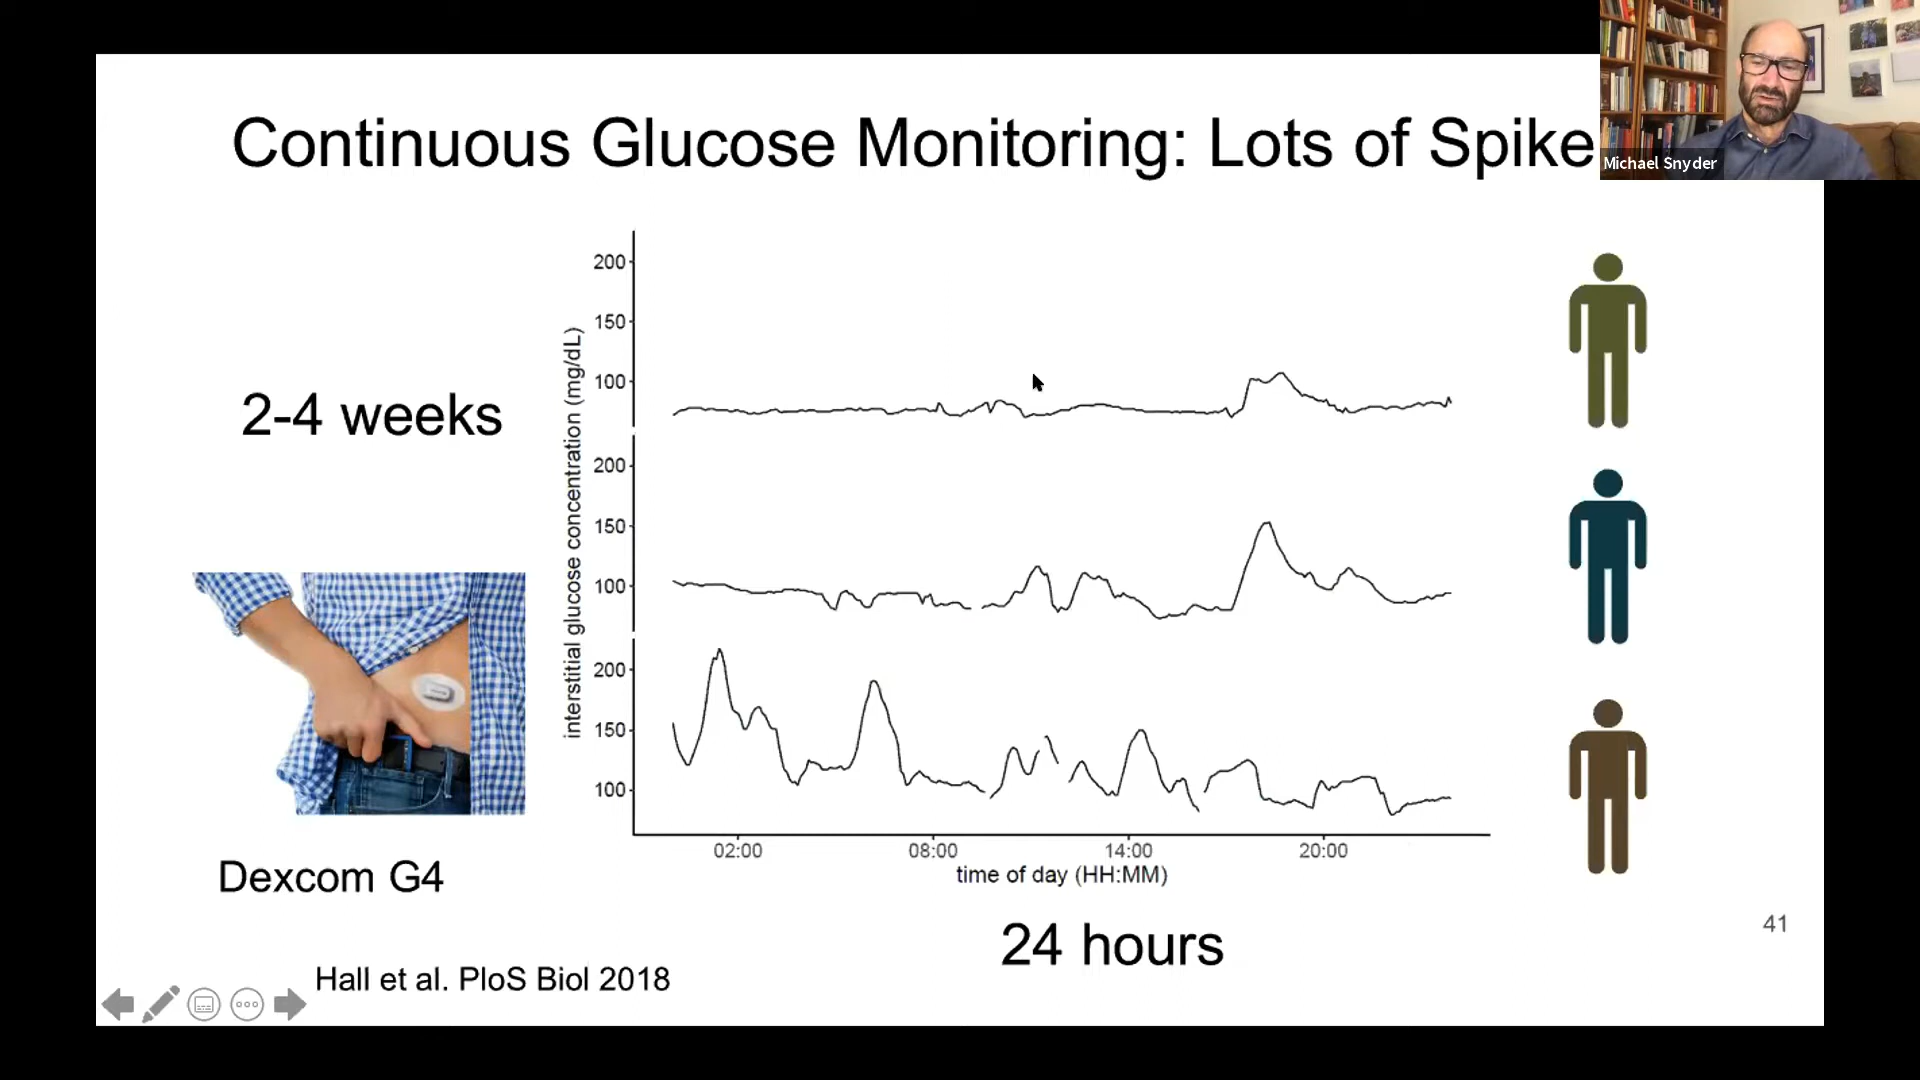 Continuous Glucose Monitoring: Lots of Spike
Michael Snyder
2-4 weeks
interstitial glucose concentration (mg/dL)
200
150
100
200
150
100
200
150
100
02:00 08:00 14:00 20:00
time of day (HH:MM)
24 hours
Dexcom G4
Hall et al. PloS Biol 2018
41